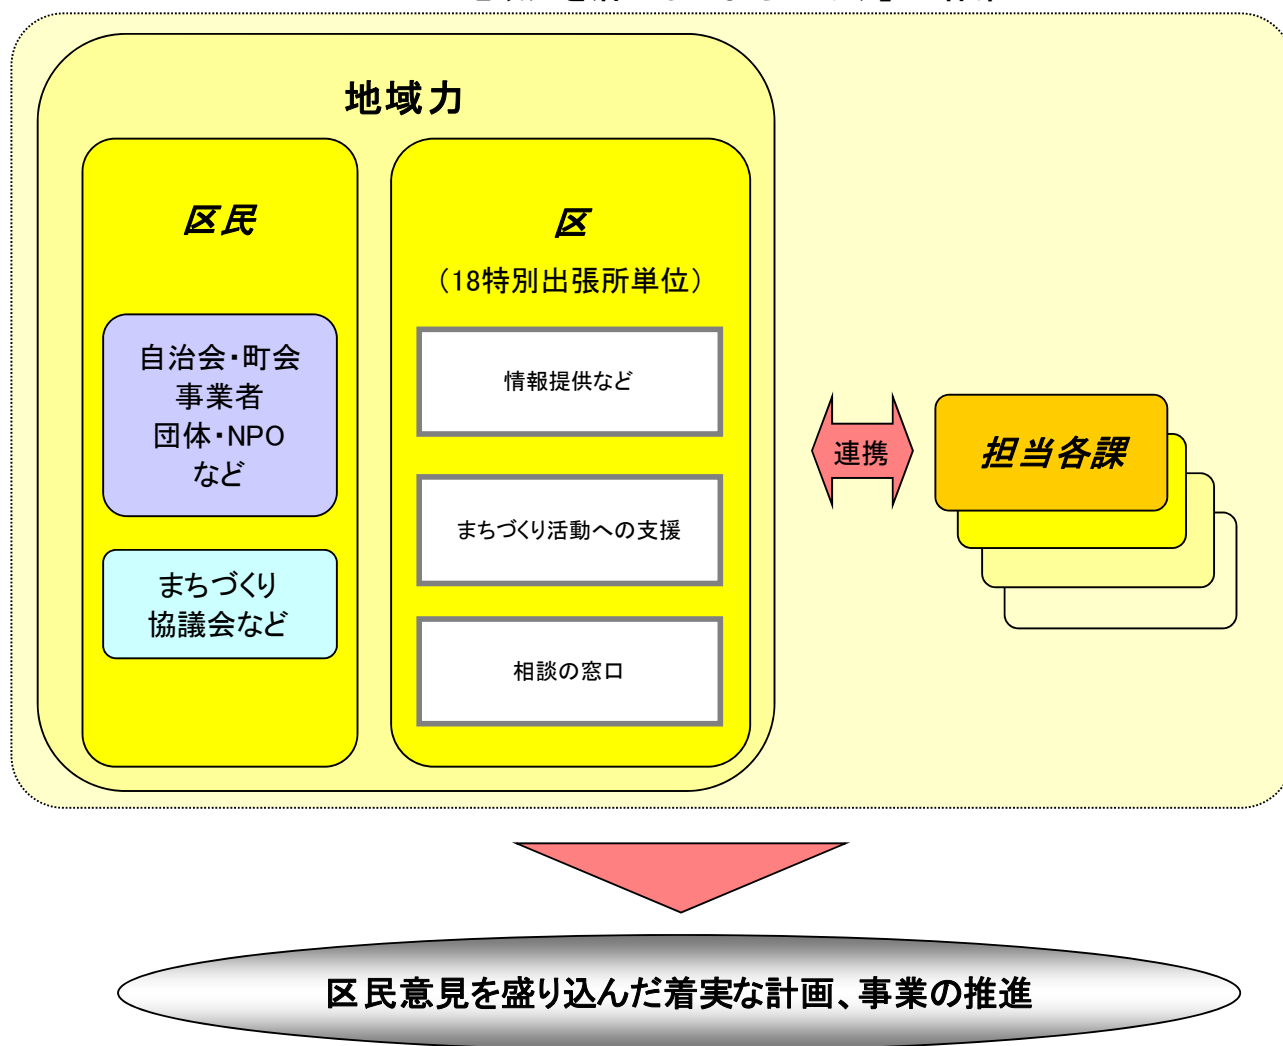 地域力
区民
自治会・町会
事業者
団体・NPO
など
まちづくり
協議会など
区
（18特別出張所単位）
情報提供など
まちづくり活動への支援
相談の窓口
連携
担当各課
区民意見を盛り込んだ着実な計画、事業の推進